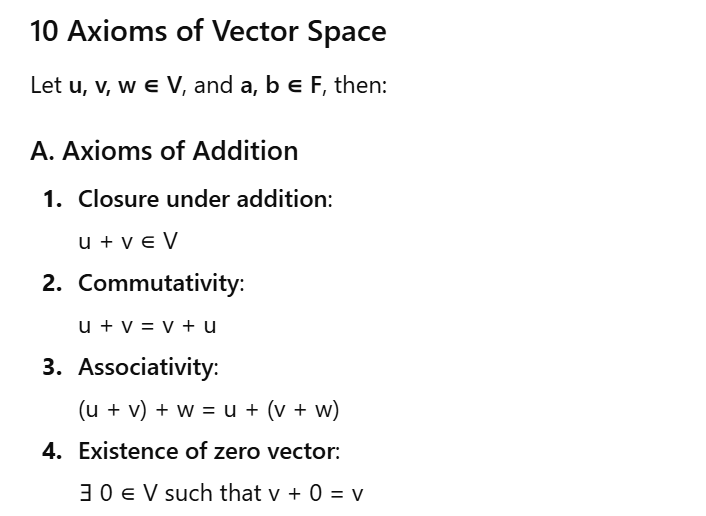 10 Axioms of Vector Space
Let u, v, w ∈ V, and a, b ∈ F, then:
A. Axioms of Addition
1. Closure under addition:
u + v ∈ V
2. Commutativity:
u + v = v + u
3. Associativity:
(u + v) + w = u + (v + w)
4. Existence of zero vector:
∃ 0 ∈ V such that v + 0 = v